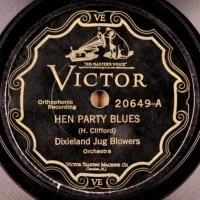 VE
"HIS MASTER'S VOICE"
VICTOR
Orthophonic
Recording
20649-A
HEN PARTY BLUES
(H. Clifford)
Dixieland Jug Blowers
Orchestra
VICTOR TALKING MACHINE CO.
Camden, N.J.
VE